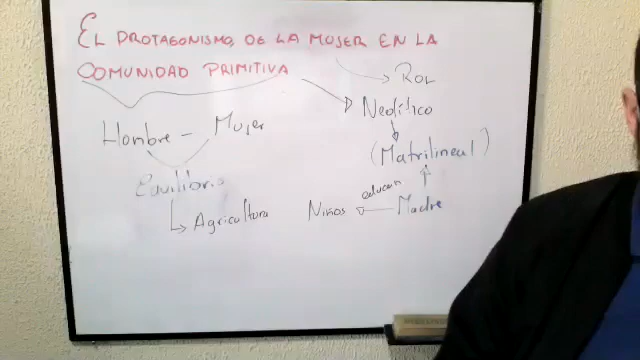 EL PROTAGONISMO DE LA MUJER EN LA
COMUNIDAD PRIMITIVA
Rol
Neolítico
Hombre - Mujer
(Matrilineal)
Equilibrio
educan
Agricultura
Niños
Madre